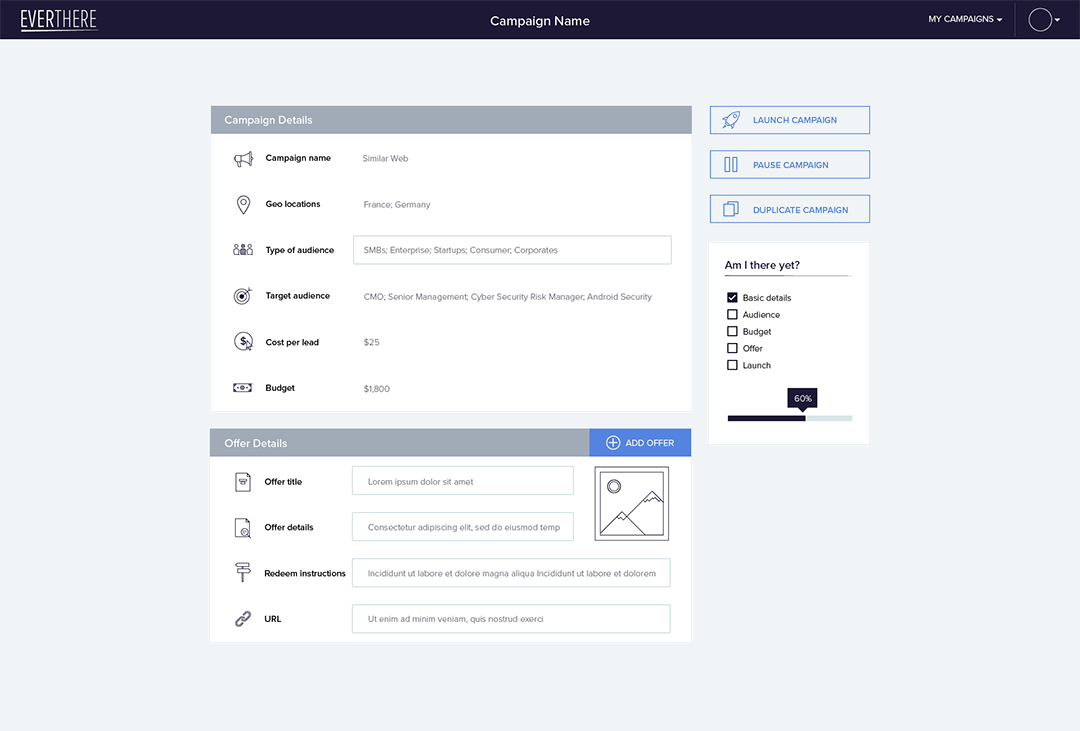 EVERTHERE
Campaign Name
MY CAMPAIGNS
Campaign Details
Campaign name Similar Web
Geo locations France; Germany
Type of audience SMBs; Enterprise; Startups; Consumer; Corporates
Target audience CMO; Senior Management; Cyber Security Risk Manager; Android Security
Cost per lead $25
Budget $1,800
Offer Details
ADD OFFER
Offer title Lorem ipsum dolor sit amet
Offer details Consectetur adipiscing elit, sed do eiusmod temp
Redeem instructions Incididunt ut labore et dolore magna aliqua Incididunt ut labore et dolorem
URL Ut enim ad minim veniam, quis nostrud exerci
LAUNCH CAMPAIGN
PAUSE CAMPAIGN
DUPLICATE CAMPAIGN
Am I there yet?
Basic details
Audience
Budget
Offer
Launch
60%